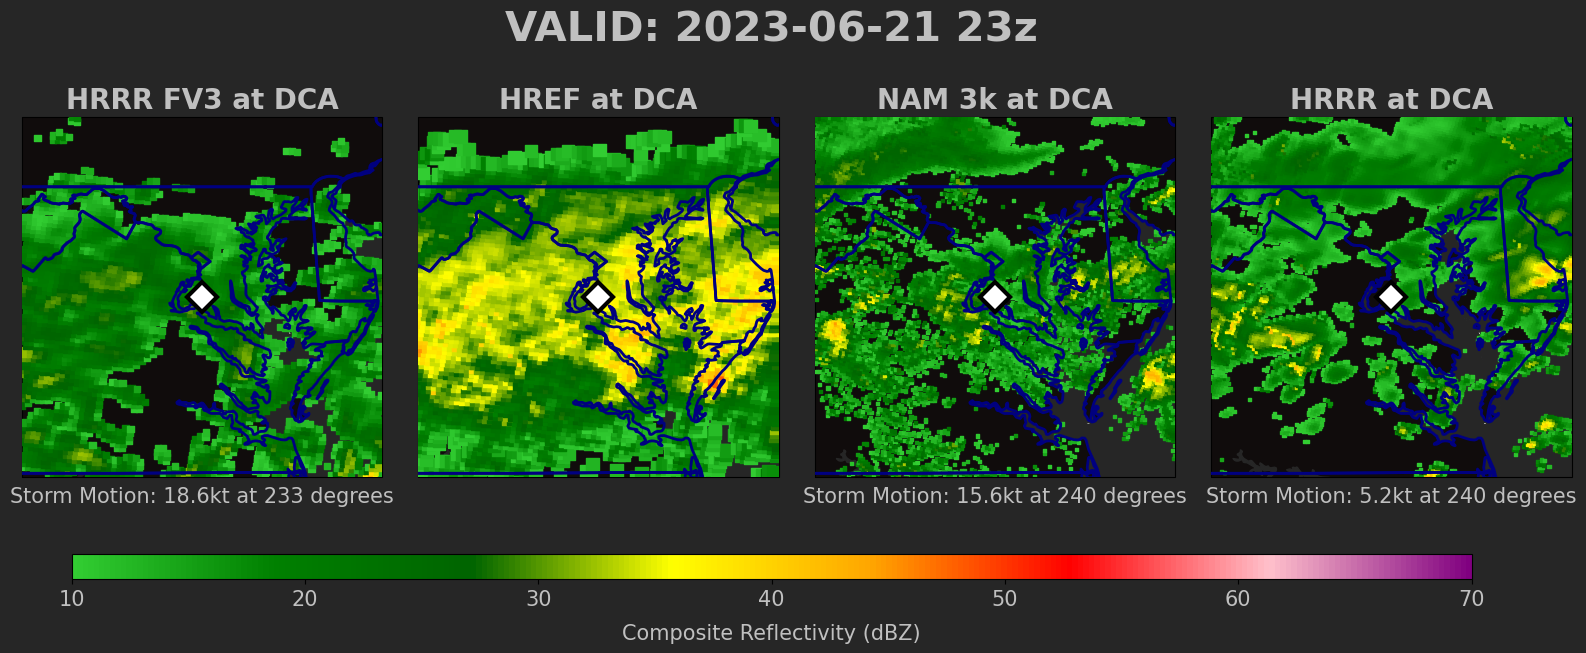 VALID: 2023-06-21 23z
HRRR FV3 at DCA
HREF at DCA
NAM 3k at DCA
HRRR at DCA
Storm Motion: 18.6kt at 233 degrees
Storm Motion: 15.6kt at 240 degrees
Storm Motion: 5.2kt at 240 degrees
10 20 30 40 50 60 70
Composite Reflectivity (dBZ)